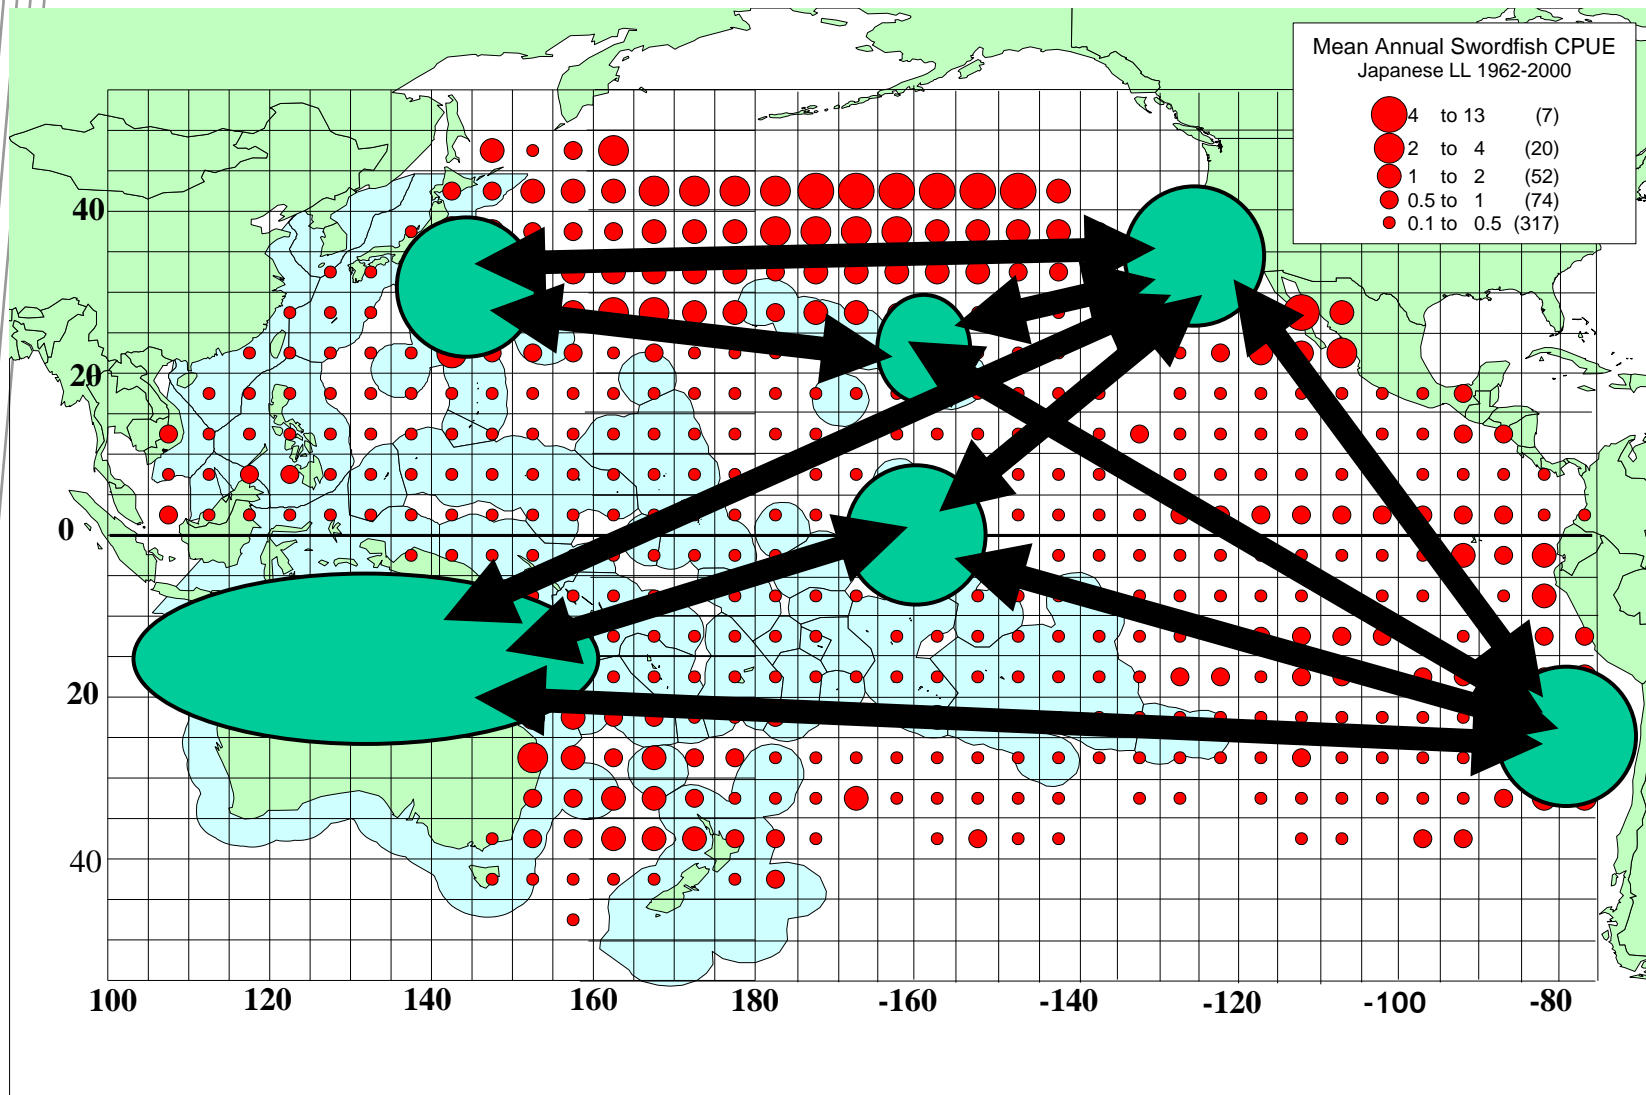 Mean Annual Swordfish CPUE
Japanese LL 1962-2000
4 to 13 (7)
2 to 4 (20)
1 to 2 (52)
0.5 to 1 (74)
0.1 to 0.5 (317)
40
20
0
20
40
100 120 140 160 180 -160 -140 -120 -100 -80